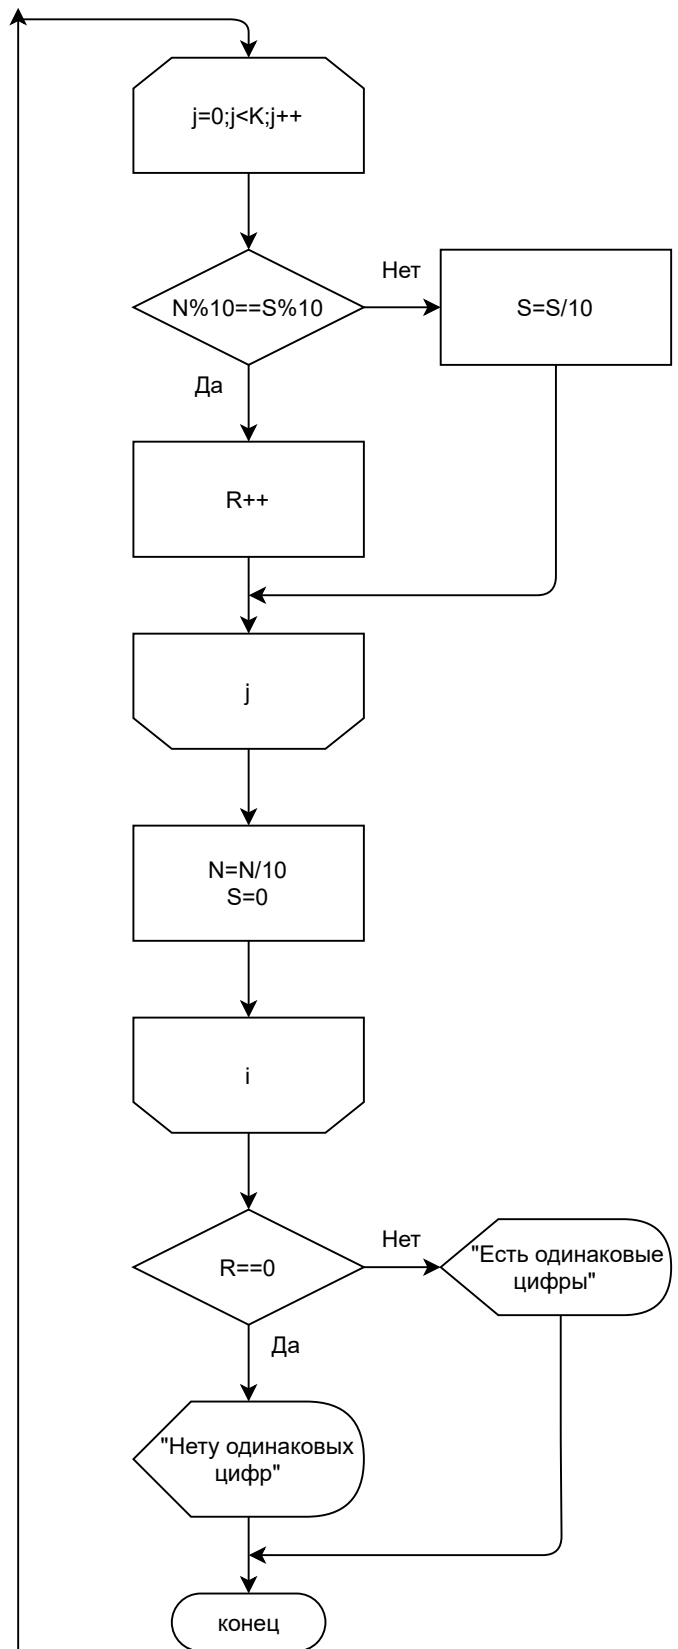 j=0;j<K;j++
N%10==S%10
Нет
S=S/10
Да
R++
j
N=N/10
S=0
i
R==0
Нет
"Есть одинаковые
цифры"
Да
"Нету одинаковых
цифр"
конец